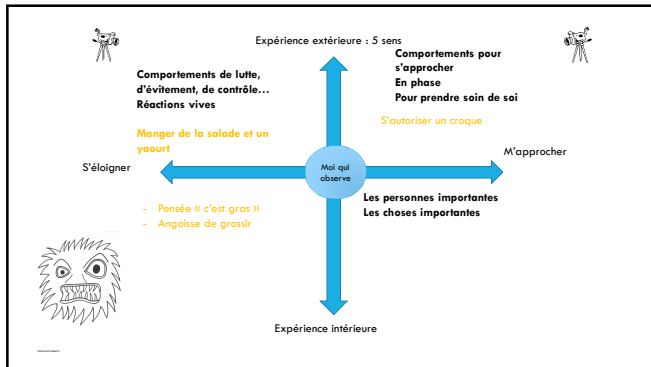 Expérience extérieure : 5 sens
Comportements pour
s'approcher
En phase
Pour prendre soin de soi
S'autoriser un croque
Comportements de lutte,
d'évitement, de contrôle…
Réactions vives
Manger de la salade et un
yaourt
S'éloigner
Moi qui
observe
M'approcher
- Pensée « c'est gras »
- Angoisse de grossir
Les personnes importantes
Les choses importantes
Expérience intérieure